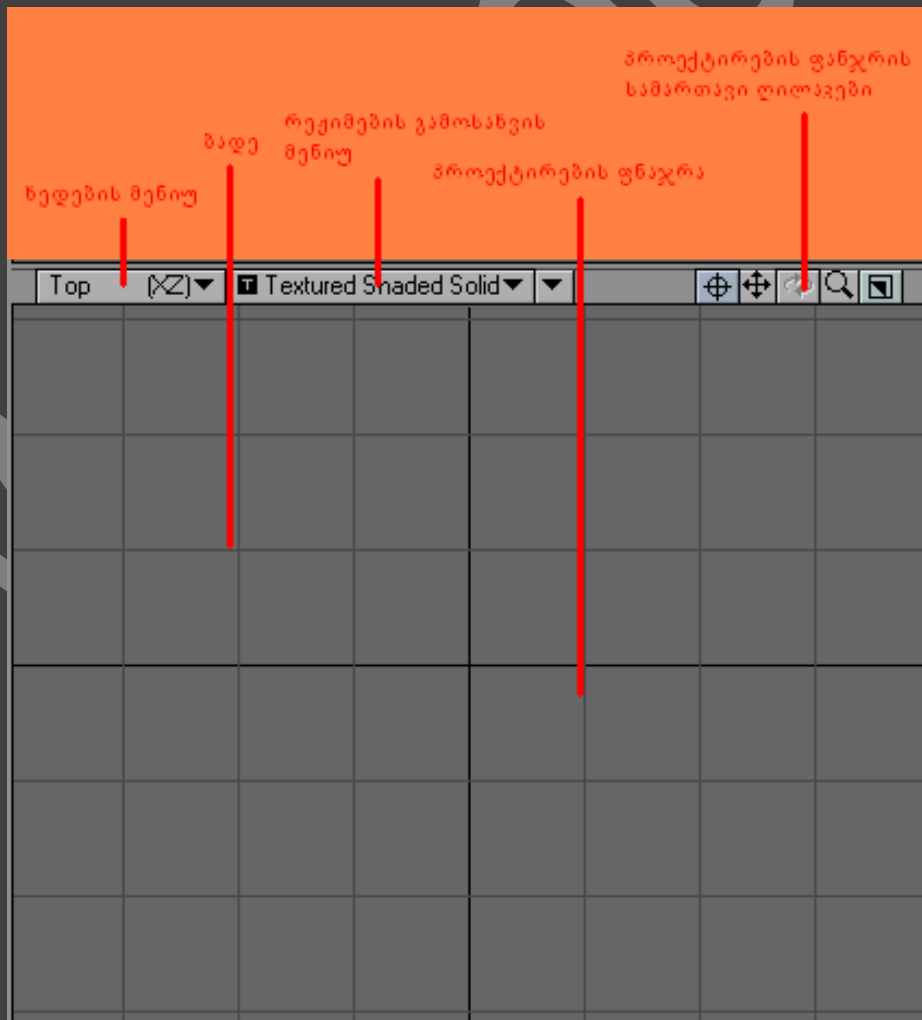 პროექტირების ფანჯრის
სამართავი ღილაკები
რეჟიმების გამოსახვის
მენიუ
ბადე
პროექტირების ფნაჯრა
ხედების მენიუ
Top (XZ)
T Textured Shaded Solid